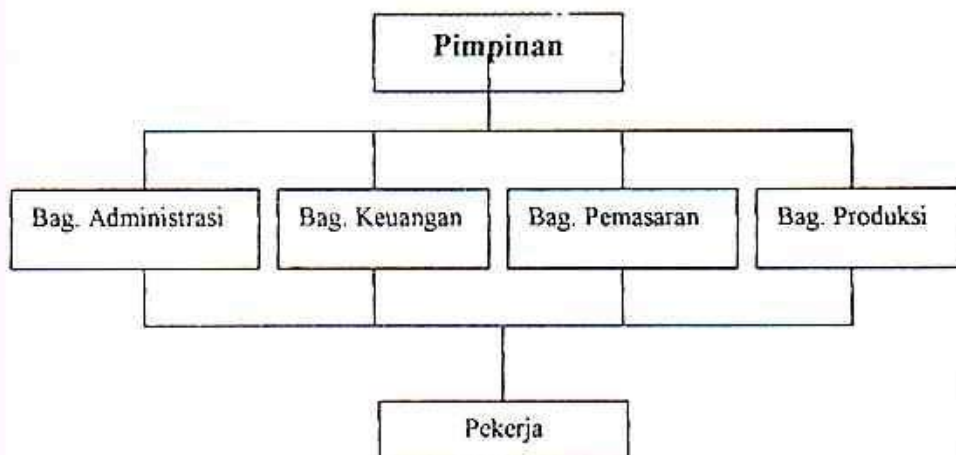 Pimpinan
Bag. Administrasi
Bag. Keuangan
Bag. Pemasaran
Bag. Produksi
Pekerja